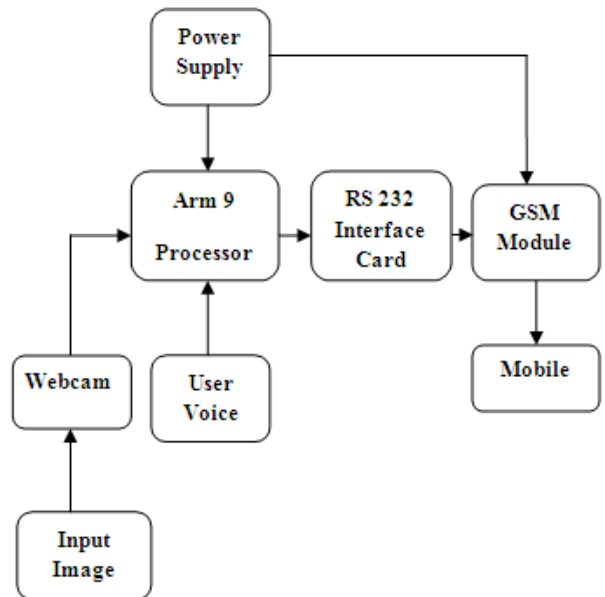 Power
Supply
Arm 9
Processor
RS 232
Interface
Card
GSM
Module
Webcam
User
Voice
Mobile
Input
Image